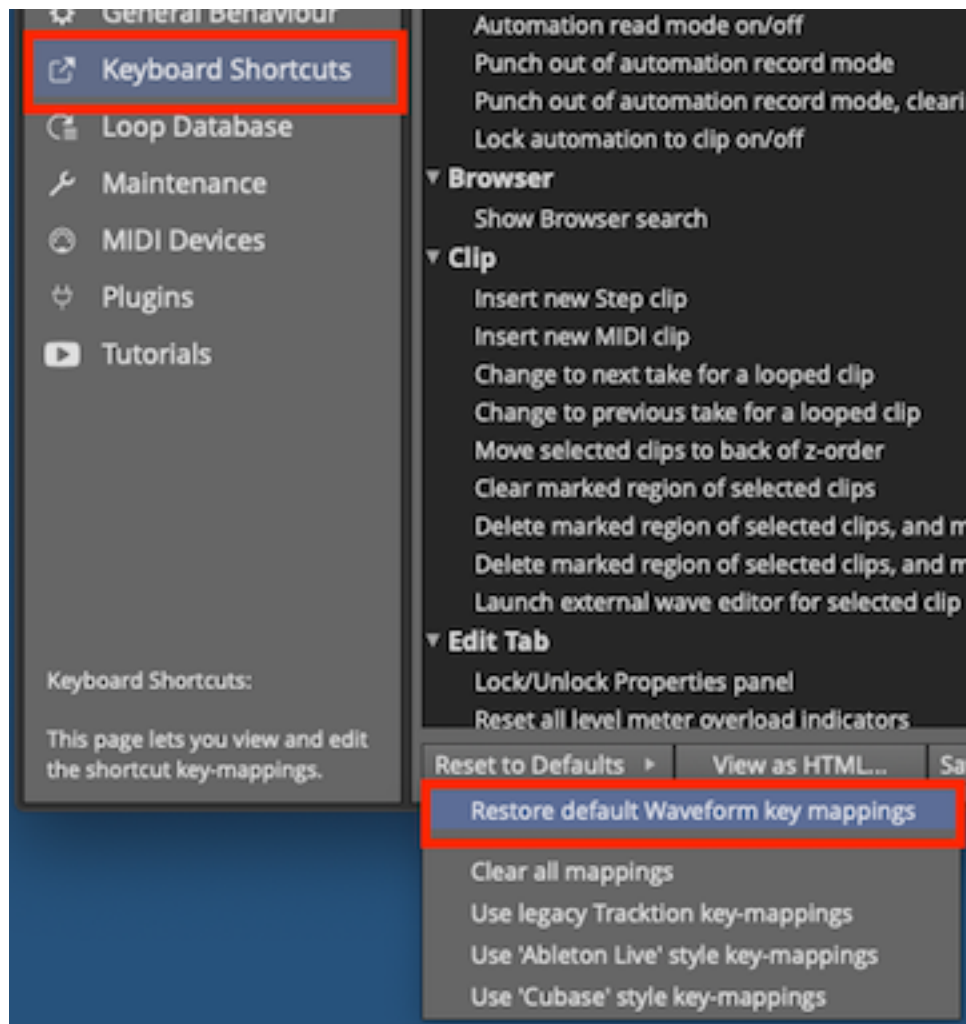 General Behaviour
Keyboard Shortcuts
Loop Database
Maintenance
MIDI Devices
Plugins
Tutorials
Keyboard Shortcuts:
This page lets you view and edit
the shortcut key-mappings.
Automation read mode on/off
Punch out of automation record mode
Punch out of automation record mode, cleari
Lock automation to clip on/off
Browser
Show Browser search
Clip
Insert new Step clip
Insert new MIDI clip
Change to next take for a looped clip
Change to previous take for a looped clip
Move selected clips to back of z-order
Clear marked region of selected clips
Delete marked region of selected clips, and m
Delete marked region of selected clips, and m
Launch external wave editor for selected clip
Edit Tab
Lock/Unlock Properties panel
Reset all level meter overload indicators
Reset to Defaults View as HTML... Sa
Restore default Waveform key mappings
Clear all mappings
Use legacy Tracktion key-mappings
Use 'Ableton Live' style key-mappings
Use 'Cubase' style key-mappings